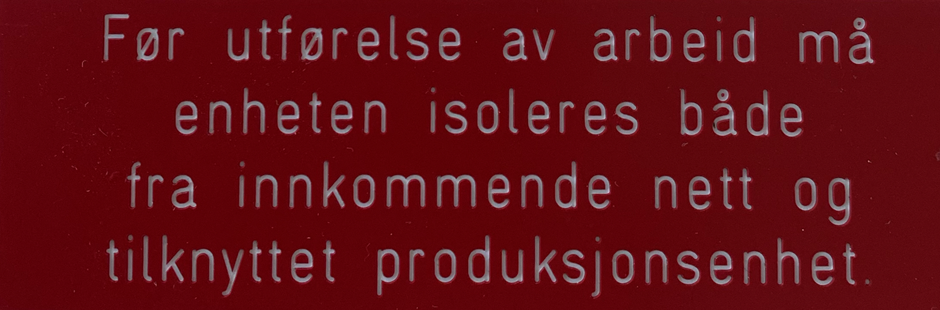 Før utførelse av arbeid må
enheten isoleres både
fra innkommende nett og
tilknyttet produksjonsenhet.